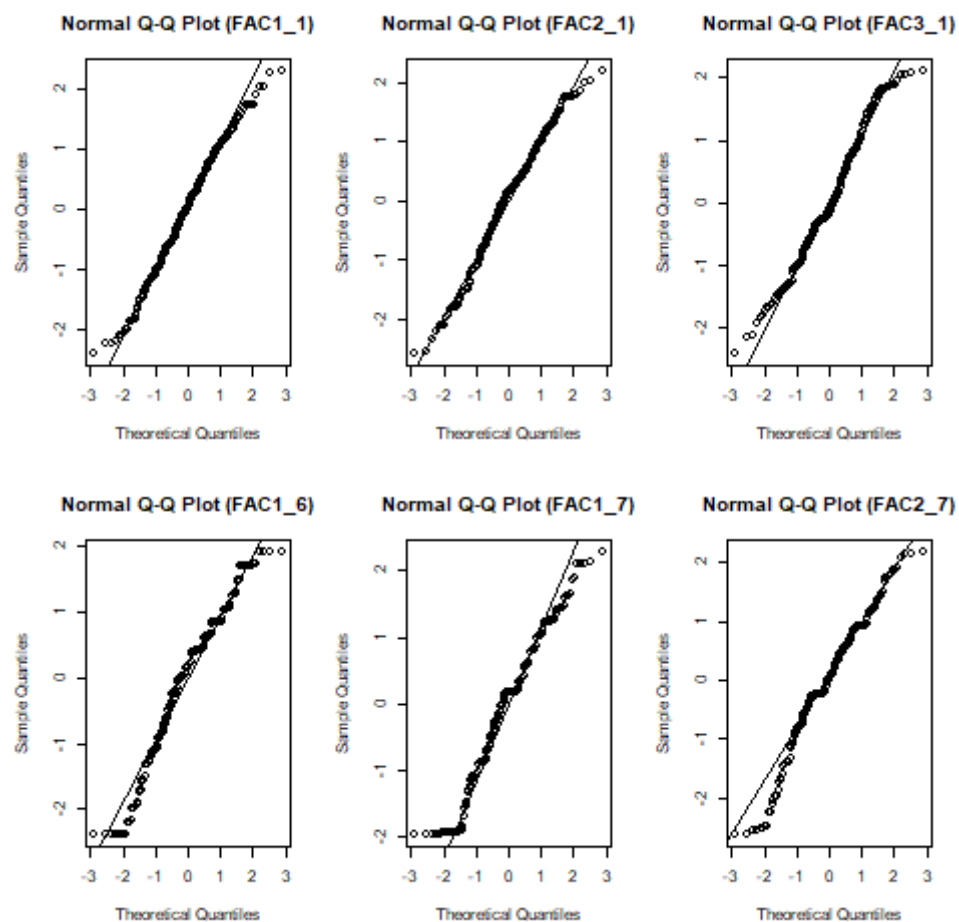 Normal Q-Q Plot (FAC1_1)
Normal Q-Q Plot (FAC2_1)
Normal Q-Q Plot (FAC3_1)
Sample Quantiles
2
1
0
-1
-2
-3 -2 -1 0 1 2 3
Theoretical Quantiles
Sample Quantiles
2
1
0
-1
-2
-3 -2 -1 0 1 2 3
Theoretical Quantiles
Sample Quantiles
2
1
0
-1
-2
-3 -2 -1 0 1 2 3
Theoretical Quantiles
Normal Q-Q Plot (FAC1_6)
Normal Q-Q Plot (FAC1_7)
Normal Q-Q Plot (FAC2_7)
Sample Quantiles
2
1
0
-1
-2
-3 -2 -1 0 1 2 3
Theoretical Quantiles
Sample Quantiles
2
1
0
-1
-2
-3 -2 -1 0 1 2 3
Theoretical Quantiles
Sample Quantiles
2
1
0
-1
-2
-3 -2 -1 0 1 2 3
Theoretical Quantiles